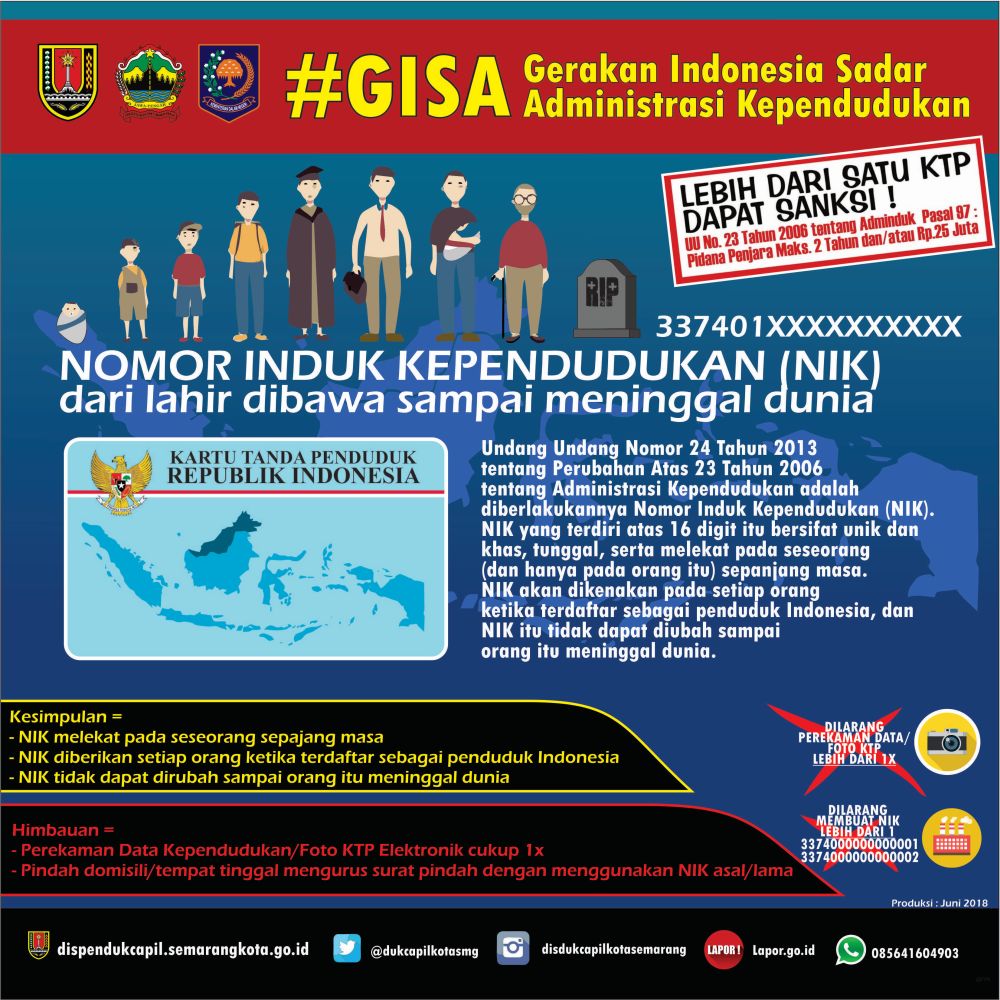 #GISA
Gerakan Indonesia Sadar
Administrasi Kependudukan
JAWA TENGAH
LEBIH DARI SATU KTP
DAPAT SANKSI !
UU No. 23 Tahun 2006 tentang Adminduk Pasal 97 :
Pidana Penjara Maks. 2 Tahun dan/atau Rp.25 Juta
RIP
337401XXXXXXXXXX
NOMOR INDUK KEPENDUDUKAN (NIK)
dari lahir dibawa sampai meninggal dunia
KARTU TANDA PENDUDUK
REPUBLIK INDONESIA
Undang Undang Nomor 24 Tahun 2013
tentang Perubahan Atas 23 Tahun 2006
tentang Administrasi Kependudukan adalah
diberlakukannya Nomor Induk Kependudukan (NIK).
NIK yang terdiri atas 16 digit itu bersifat unik dan
khas, tunggal, serta melekat pada seseorang
(dan hanya pada orang itu) sepanjang masa.
NIK akan dikenakan pada setiap orang
ketika terdaftar sebagai penduduk Indonesia, dan
NIK itu tidak dapat diubah sampai
orang itu meninggal dunia.
Kesimpulan =
- NIK melekat pada seseorang sepajang masa
- NIK diberikan setiap orang ketika terdaftar sebagai penduduk Indonesia
- NIK tidak dapat dirubah sampai orang itu meninggal dunia
DILARANG
PEREKAMAN DATA/
FOTO KTP
LEBIH DARI 1X
Himbauan =
- Perekaman Data Kependudukan/Foto KTP Elektronik cukup 1x
- Pindah domisili/tempat tinggal mengurus surat pindah dengan menggunakan NIK asal/lama
DILARANG
MEMBUAT NIK
LEBIH DARI 1
3374000000000001
3374000000000002
Produksi : Juni 2018
dispendukcapil.semarangkota.go.id
@dukcapilkotasmg
disdukcapilkotasemarang
LAPOR!
Lapor.go.id
085641604903